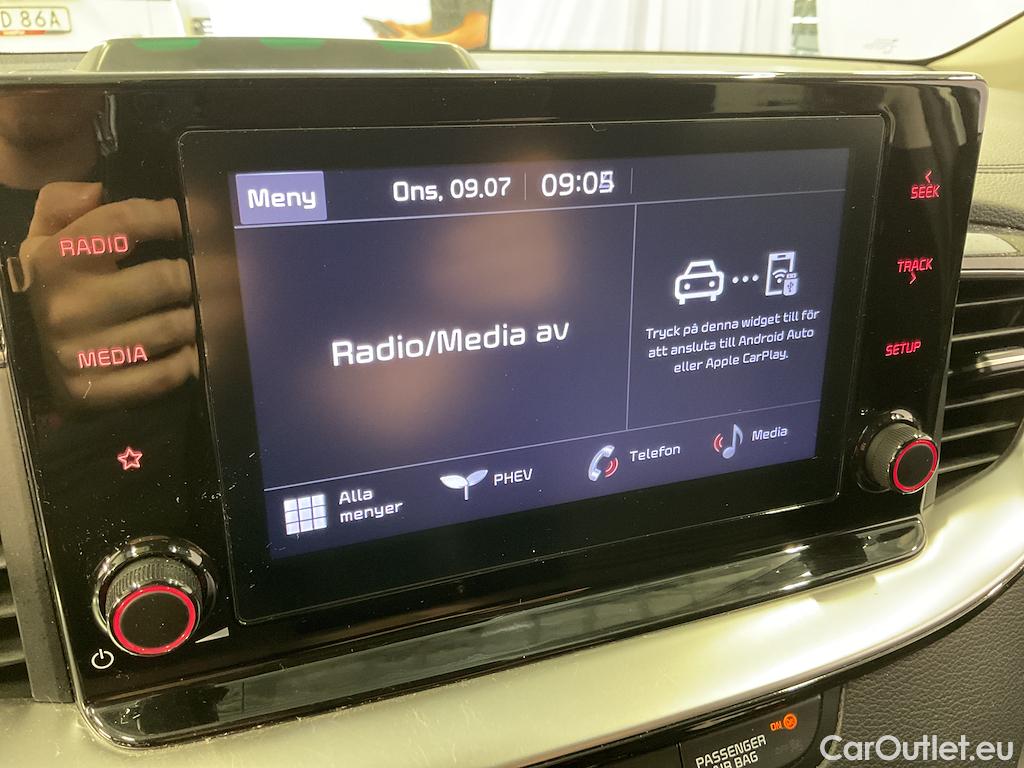 D 86A
Meny
Ons, 09.07
09:05
SEEK
RADIO
TRACK
Radio/Media av
Tryck på denna widget till för
att ansluta till Android Auto
eller Apple CarPlay.
MEDIA
SETUP
Alla
menyer
PHEV
Telefon
Media
ON
PASSENGER
AIR BAG
CarOutlet.eu